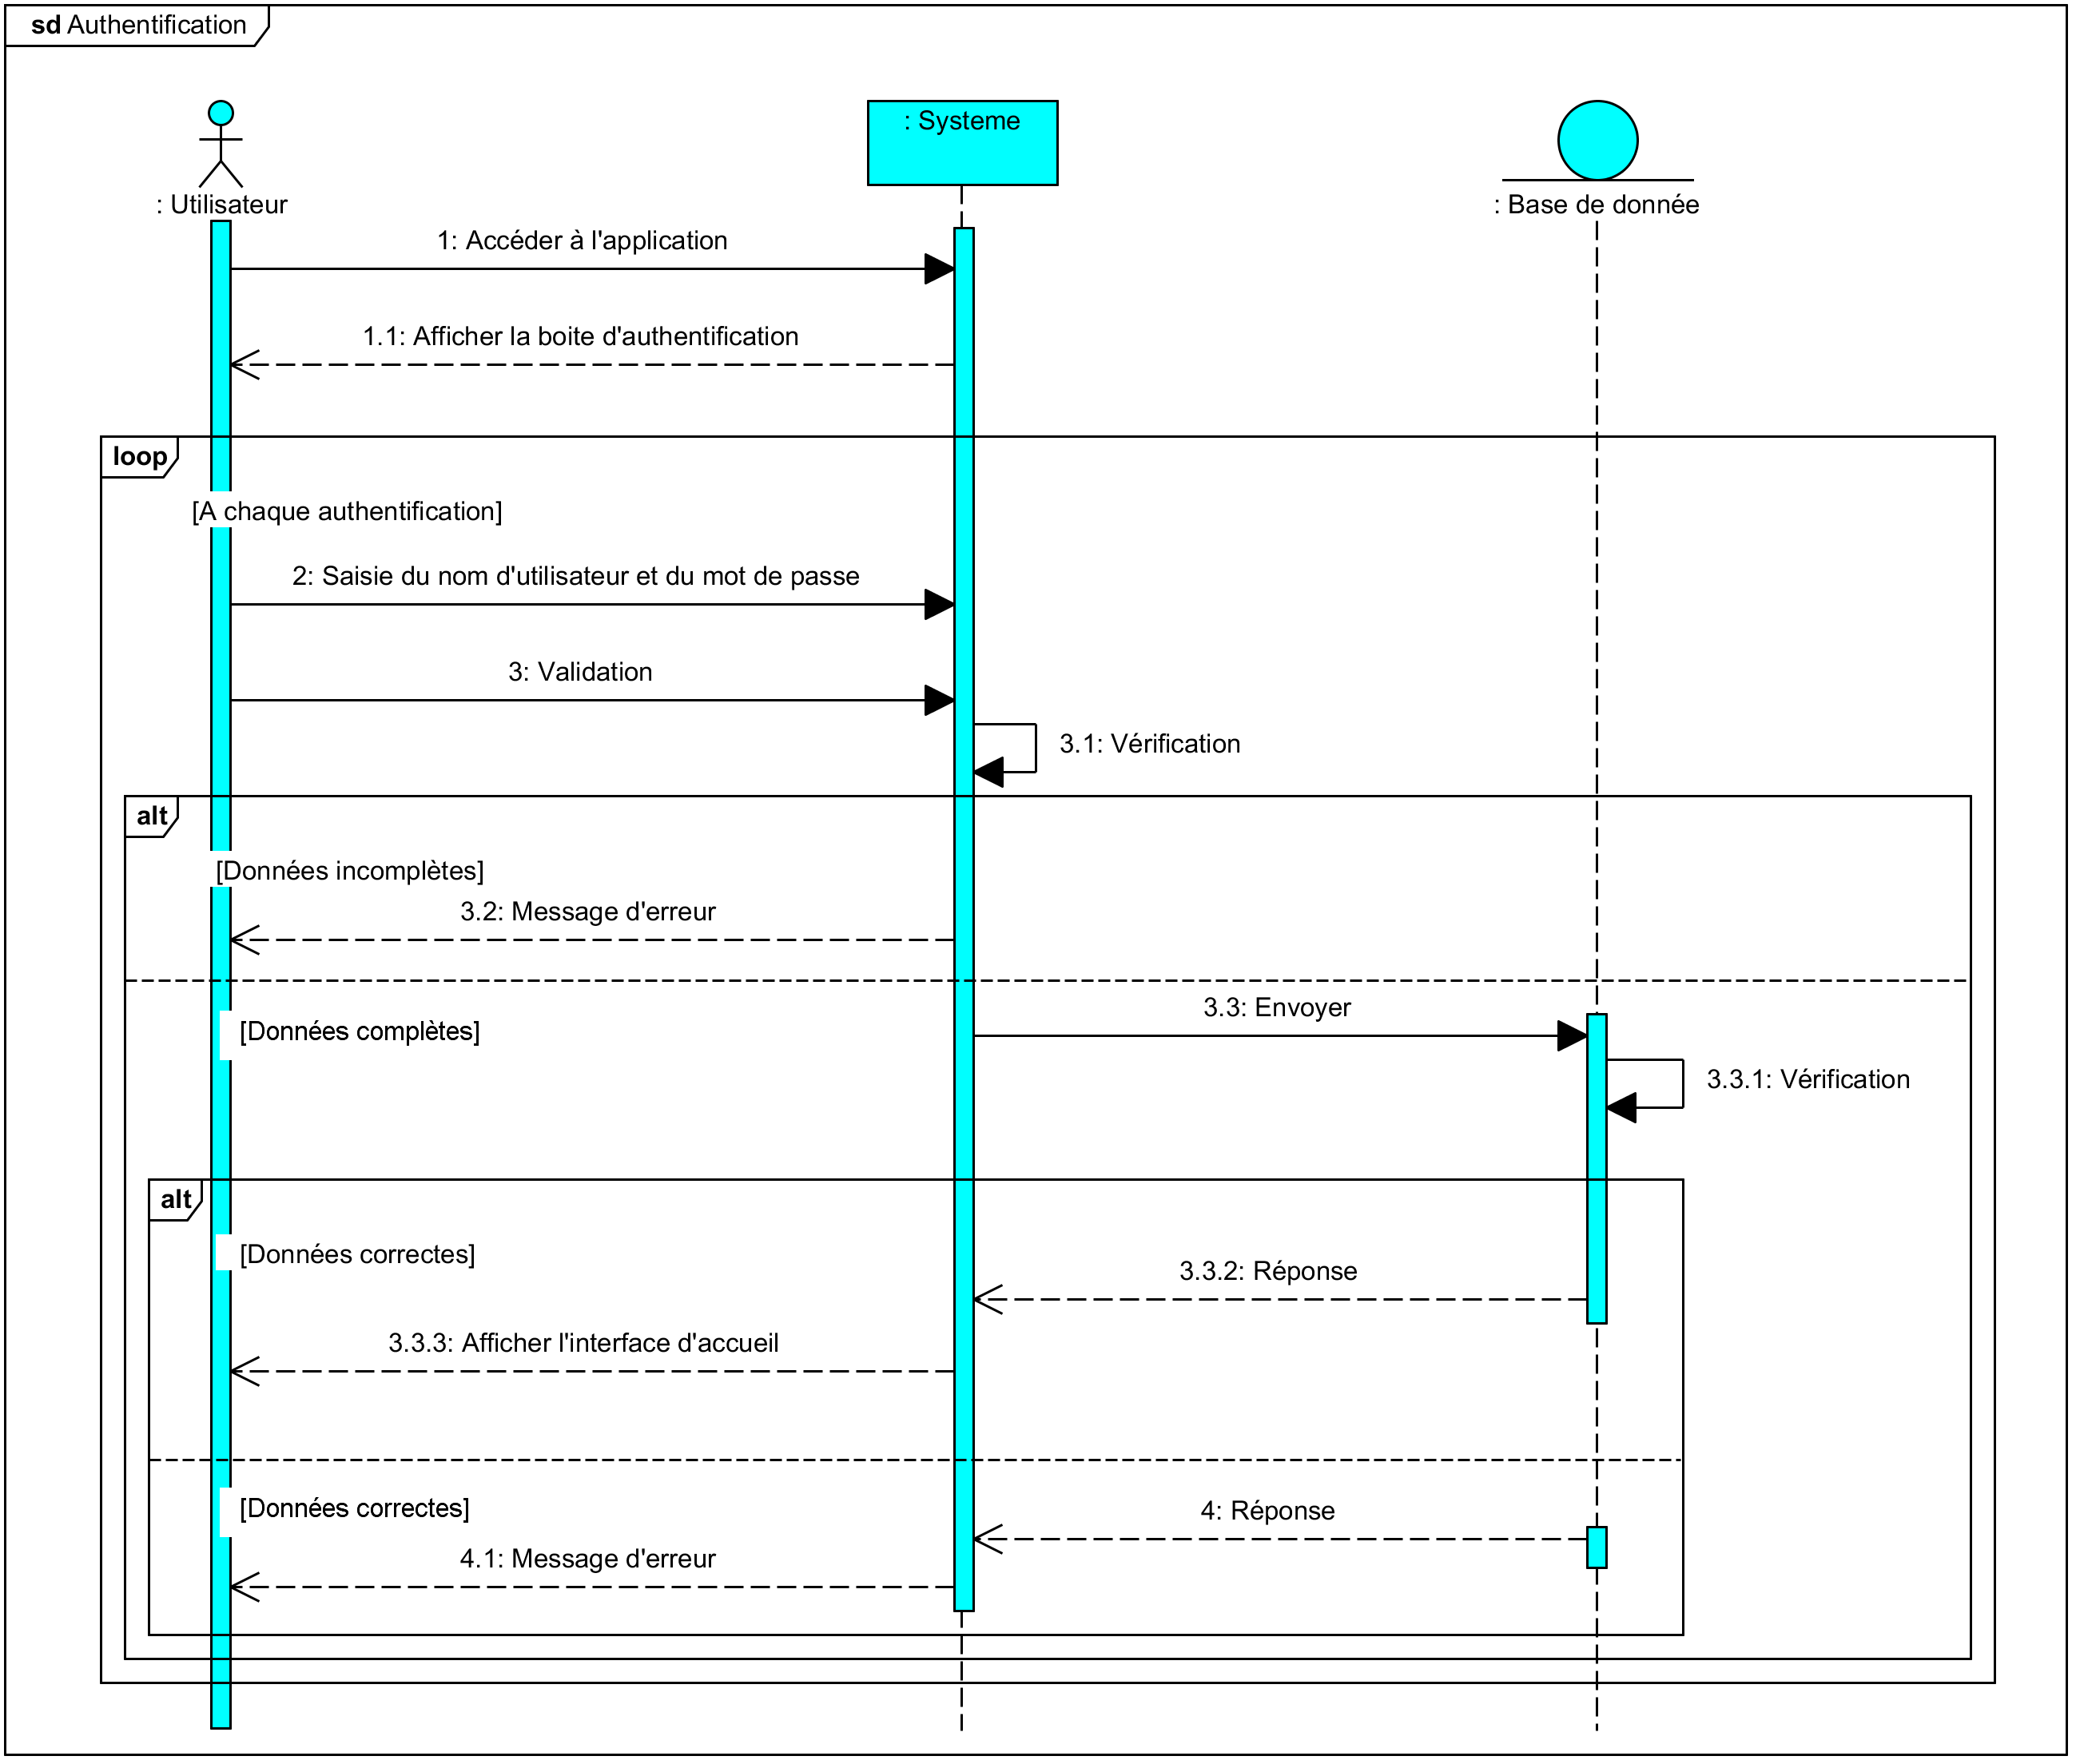 sd Authentification
: Utilisateur
: Systeme
: Base de donnée
1: Accéder à l'application
1.1: Afficher la boite d'authentification
loop
[A chaque authentification]
2: Saisie du nom d'utilisateur et du mot de passe
3: Validation
3.1: Vérification
alt
[Données incomplètes]
3.2: Message d'erreur
3.3: Envoyer
[Données complètes]
3.3.1: Vérification
alt
[Données correctes]
3.3.2: Réponse
3.3.3: Afficher l'interface d'accueil
[Données correctes]
4: Réponse
4.1: Message d'erreur